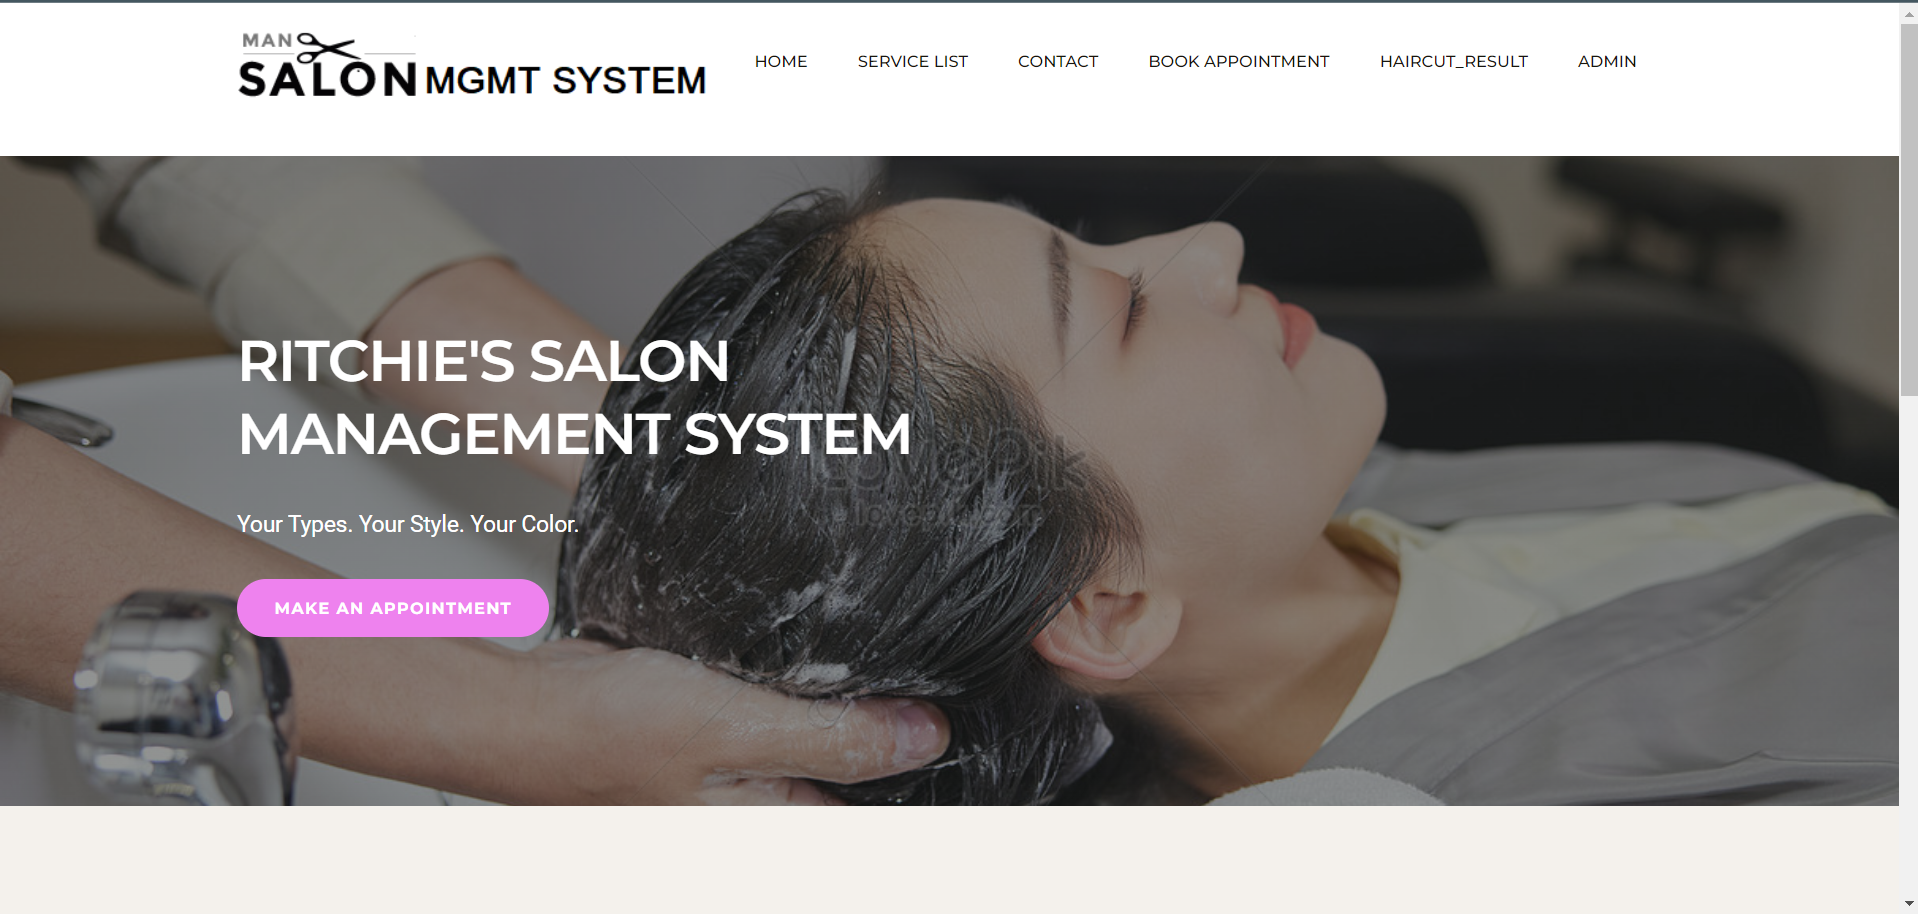 MAN
SALON MGMT SYSTEM
HOME
SERVICE LIST
CONTACT
BOOK APPOINTMENT
HAIRCUT_RESULT
ADMIN
RITCHIE'S SALON
MANAGEMENT SYSTEM
Your Types. Your Style. Your Color.
MAKE AN APPOINTMENT